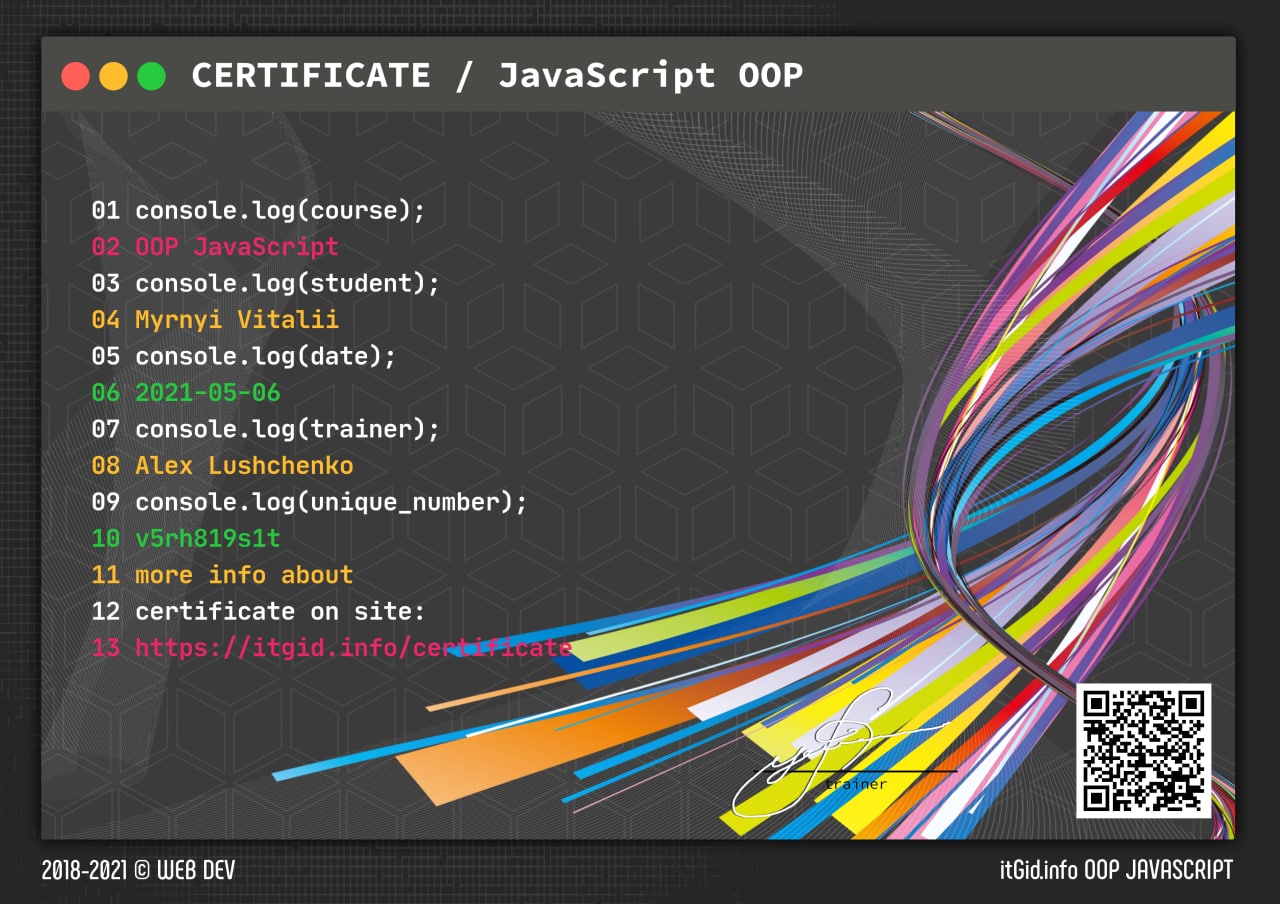 CERTIFICATE / JavaScript OOP
01 console.log(course);
02 OOP JavaScript
03 console.log(student);
04 Myrnyi Vitalii
05 console.log(date);
06 2021-05-06
07 console.log(trainer);
08 Alex Lushchenko
09 console.log(unique_number);
10 v5rh819s1t
11 more info about
12 certificate on site:
13 https://itgid.info/certificate
trainer
2018-2021 © WEB DEV
itGid.info OOP JAVASCRIPT